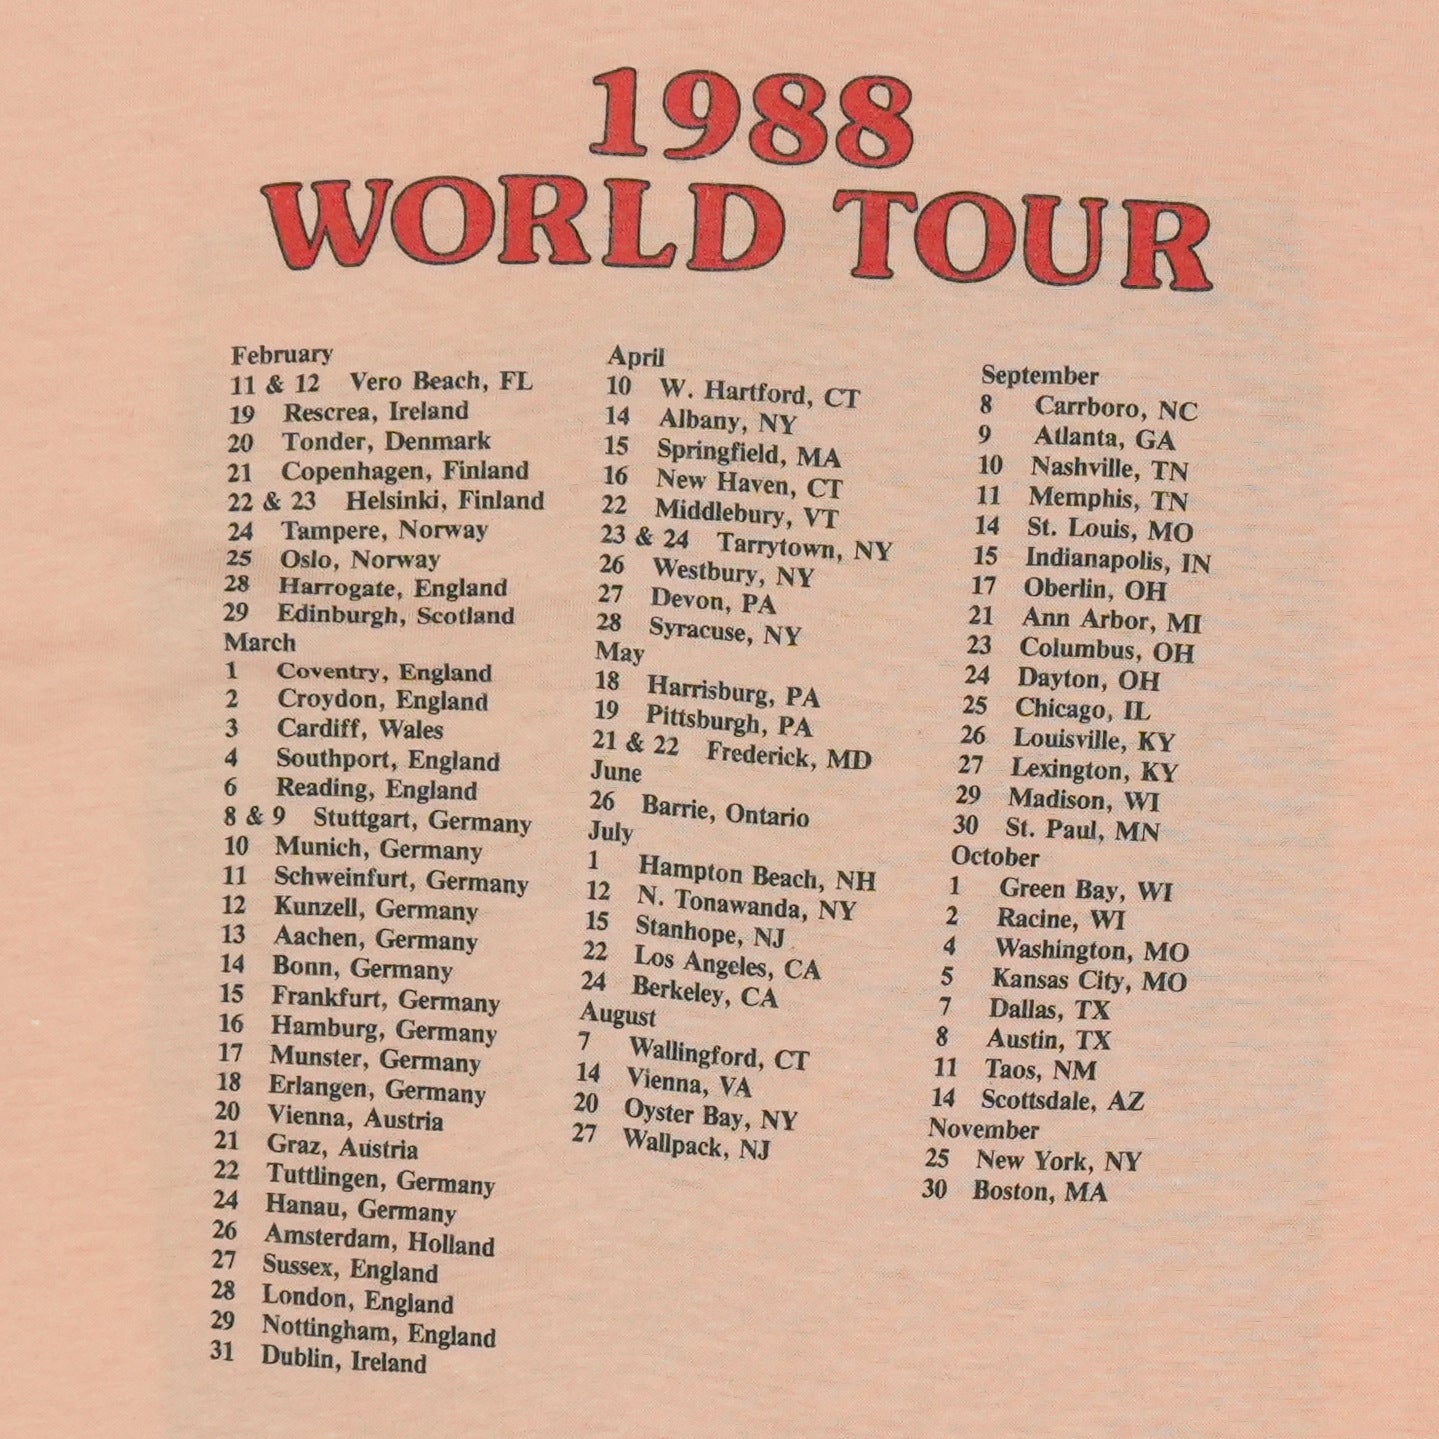 1988
WORLD TOUR
February
11 & 12 Vero Beach, FL
19 Rescrea, Ireland
20 Tonder, Denmark
21 Copenhagen, Finland
22 & 23 Helsinki, Finland
24 Tampere, Norway
25 Oslo, Norway
28 Harrogate, England
29 Edinburgh, Scotland
March
1 Coventry, England
2 Croydon, England
3 Cardiff, Wales
4 Southport, England
6 Reading, England
8 & 9 Stuttgart, Germany
10 Munich, Germany
11 Schweinfurt, Germany
12 Kunzell, Germany
13 Aachen, Germany
14 Bonn, Germany
15 Frankfurt, Germany
16 Hamburg, Germany
17 Munster, Germany
18 Erlangen, Germany
20 Vienna, Austria
21 Graz, Austria
22 Tuttlingen, Germany
24 Hanau, Germany
26 Amsterdam, Holland
27 Sussex, England
28 London, England
29 Nottingham, England
31 Dublin, Ireland
April
10 W. Hartford, CT
14 Albany, NY
15 Springfield, MA
16 New Haven, CT
22 Middlebury, VT
23 & 24 Tarrytown, NY
26 Westbury, NY
27 Devon, PA
28 Syracuse, NY
May
18 Harrisburg, PA
19 Pittsburgh, PA
21 & 22 Frederick, MD
June
26 Barrie, Ontario
July
1 Hampton Beach, NH
12 N. Tonawanda, NY
15 Stanhope, NJ
22 Los Angeles, CA
24 Berkeley, CA
August
7 Wallingford, CT
14 Vienna, VA
20 Oyster Bay, NY
27 Wallpack, NJ
September
8 Carrboro, NC
9 Atlanta, GA
10 Nashville, TN
11 Memphis, TN
14 St. Louis, MO
15 Indianapolis, IN
17 Oberlin, OH
21 Ann Arbor, MI
23 Columbus, OH
24 Dayton, OH
25 Chicago, IL
26 Louisville, KY
27 Lexington, KY
29 Madison, WI
30 St. Paul, MN
October
1 Green Bay, WI
2 Racine, WI
4 Washington, MO
5 Kansas City, MO
7 Dallas, TX
8 Austin, TX
11 Taos, NM
14 Scottsdale, AZ
November
25 New York, NY
30 Boston, MA